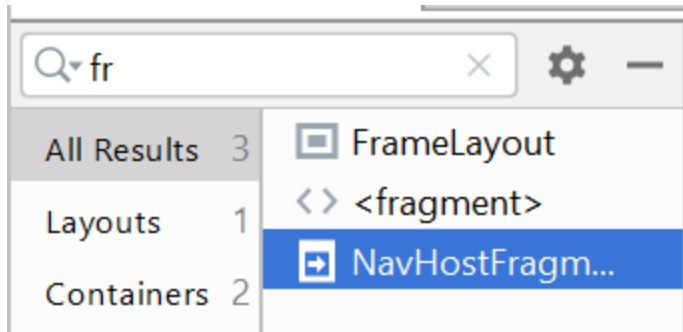 fr
All Results 3
Layouts 1
Containers 2
FrameLayout
<fragment>
NavHostFragm...